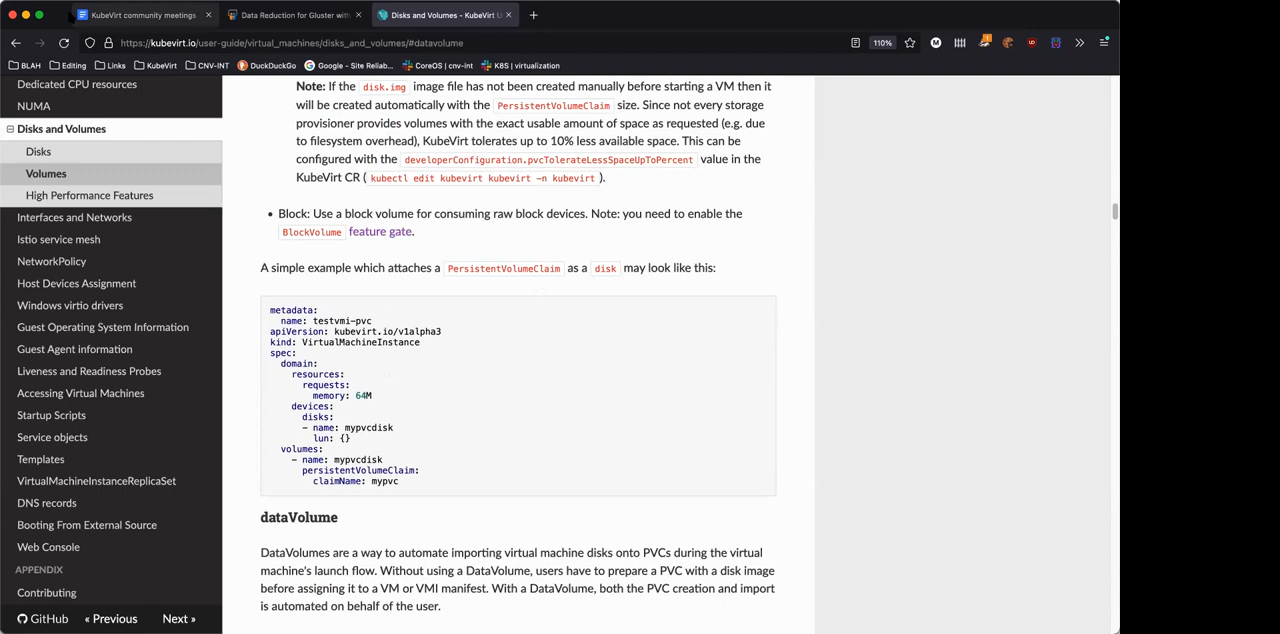 KubeVirt community meetings
Data Reduction for Gluster with
Disks and Volumes - KubeVirt U
https://kubevirt.io/user-guide/virtual_machines/disks_and_volumes/#datavolume
110%
BLAH
Editing
Links
KubeVirt
CNV-INT
DuckDuckGo
Google - Site Reliab...
CoreOS | cnv-int
K8S | virtualization
Dedicated CPU resources
NUMA
Disks and Volumes
Disks
Volumes
High Performance Features
Interfaces and Networks
Istio service mesh
NetworkPolicy
Host Devices Assignment
Windows virtio drivers
Guest Operating System Information
Guest Agent information
Liveness and Readiness Probes
Accessing Virtual Machines
Startup Scripts
Service objects
Templates
VirtualMachineInstanceReplicaSet
DNS records
Booting From External Source
Web Console
APPENDIX
Contributing
GitHub
« Previous
Next »
Note: If the disk.img image file has not been created manually before starting a VM then it
will be created automatically with the PersistentVolumeClaim size. Since not every storage
provisioner provides volumes with the exact usable amount of space as requested (e.g. due
to filesystem overhead), KubeVirt tolerates up to 10% less available space. This can be
configured with the developerConfiguration.pvcTolerateLessSpaceUpToPercent value in the
KubeVirt CR ( kubectl edit kubevirt kubevirt -n kubevirt ).
• Block: Use a block volume for consuming raw block devices. Note: you need to enable the
BlockVolume feature gate.
A simple example which attaches a PersistentVolumeClaim as a disk may look like this:
metadata:
name: testvmi-pvc
apiVersion: kubevirt.io/v1alpha3
kind: VirtualMachineInstance
spec:
domain:
resources:
requests:
memory: 64M
devices:
disks:
- name: mypvcdisk
lun: {}
volumes:
- name: mypvcdisk
persistentVolumeClaim:
claimName: mypvc
dataVolume
DataVolumes are a way to automate importing virtual machine disks onto PVCs during the virtual
machine's launch flow. Without using a DataVolume, users have to prepare a PVC with a disk image
before assigning it to a VM or VMI manifest. With a DataVolume, both the PVC creation and import
is automated on behalf of the user.